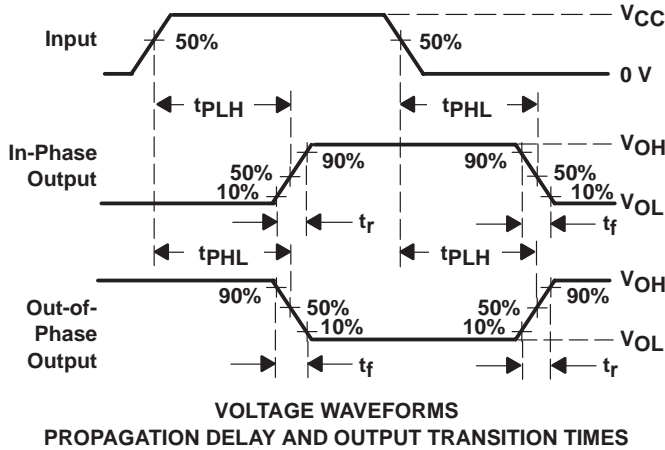 Input
50%
50%
VCC
0 V
tPLH
tPHL
In-Phase
Output
50%
10%
90%
90%
50%
10%
VOH
VOL
tr
tf
tPHL
tPLH
Out-of-
Phase
Output
90%
50%
10%
50%
10%
90%
VOH
VOL
tf
tr
VOLTAGE WAVEFORMS
PROPAGATION DELAY AND OUTPUT TRANSITION TIMES